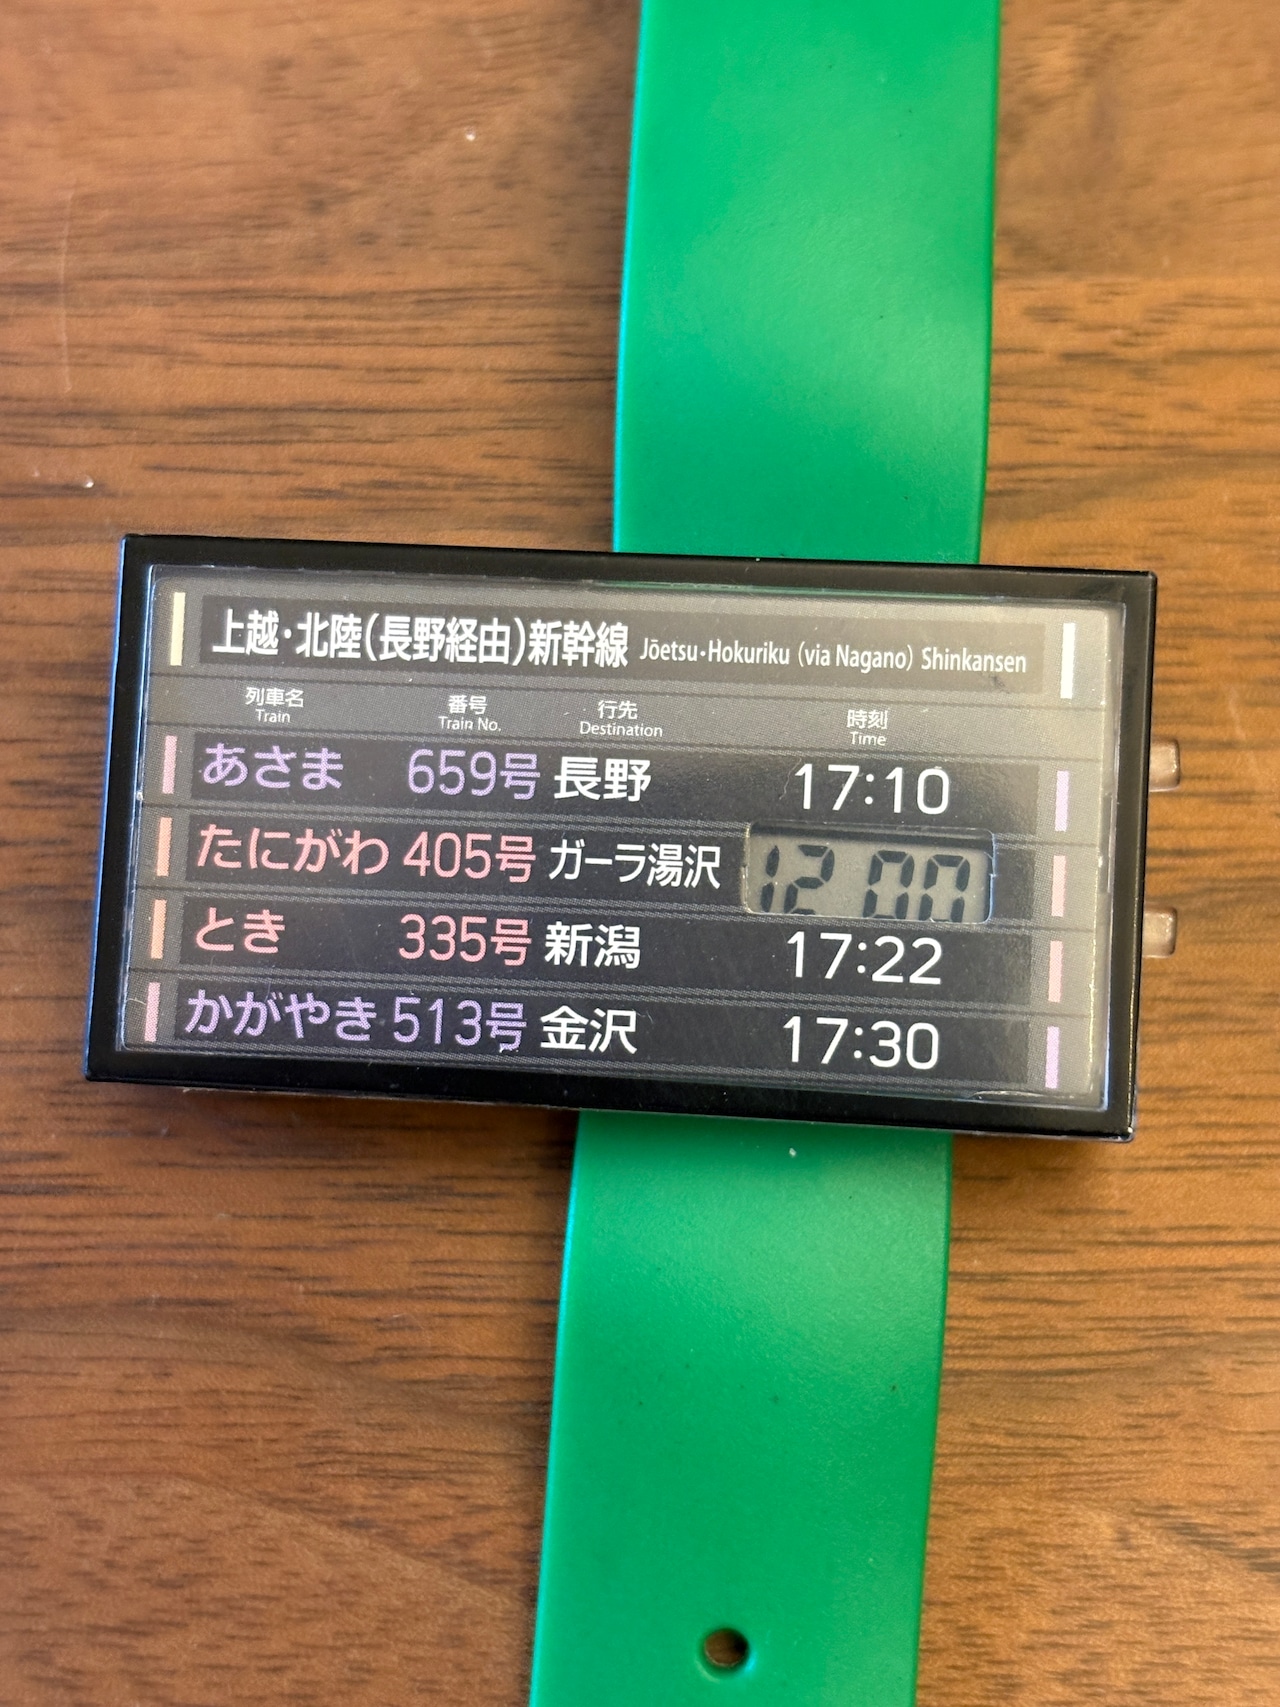 上越・北陸(長野経由)新幹線 Jōetsu・Hokuriku (via Nagano) Shinkansen
列車名 番号 行先 時刻
Train Train No. Destination Time
あさま 659号 長野 17:10
たにがわ 405号 ガーラ湯沢 12 00
とき 335号 新潟 17:22
かがやき 513号 金沢 17:30